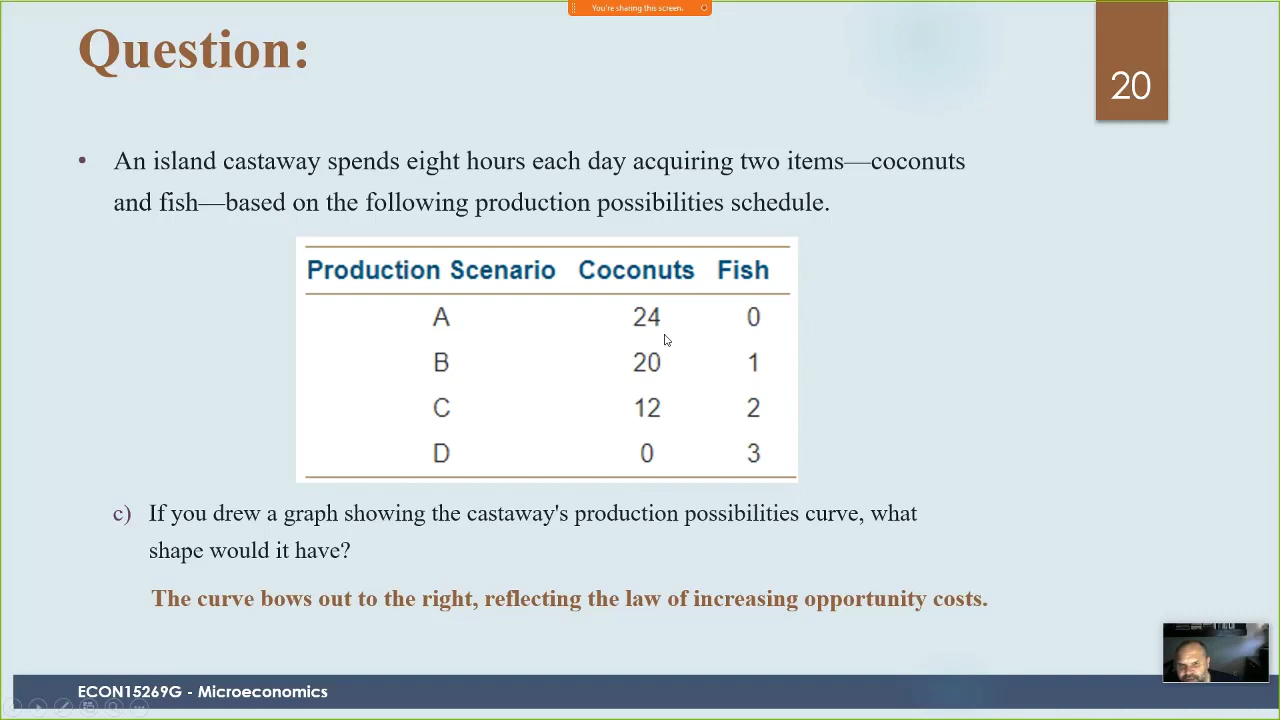 You're sharing this screen.
Question:
20
• An island castaway spends eight hours each day acquiring two items—coconuts
and fish—based on the following production possibilities schedule.
Production Scenario Coconuts Fish
A 24 0
B 20 1
C 12 2
D 0 3
c) If you drew a graph showing the castaway's production possibilities curve, what
shape would it have?
The curve bows out to the right, reflecting the law of increasing opportunity costs.
ECON15269G - Microeconomics